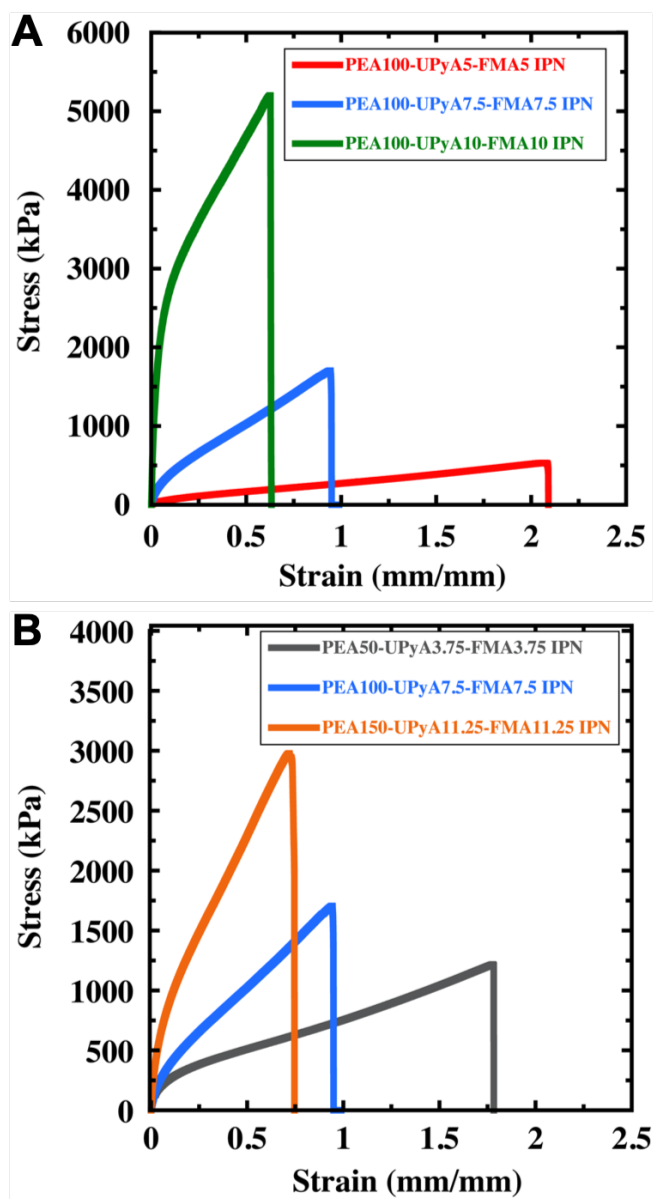 A
6000
5000
4000
3000
2000
1000
0
Stress (kPa)
PEA100-UPyA5-FMA5 IPN
PEA100-UPyA7.5-FMA7.5 IPN
PEA100-UPyA10-FMA10 IPN
0 0.5 1 1.5 2 2.5
Strain (mm/mm)
B
4000
3500
3000
2500
2000
1500
1000
500
0
Stress (kPa)
PEA50-UPyA3.75-FMA3.75 IPN
PEA100-UPyA7.5-FMA7.5 IPN
PEA150-UPyA11.25-FMA11.25 IPN
0 0.5 1 1.5 2 2.5
Strain (mm/mm)